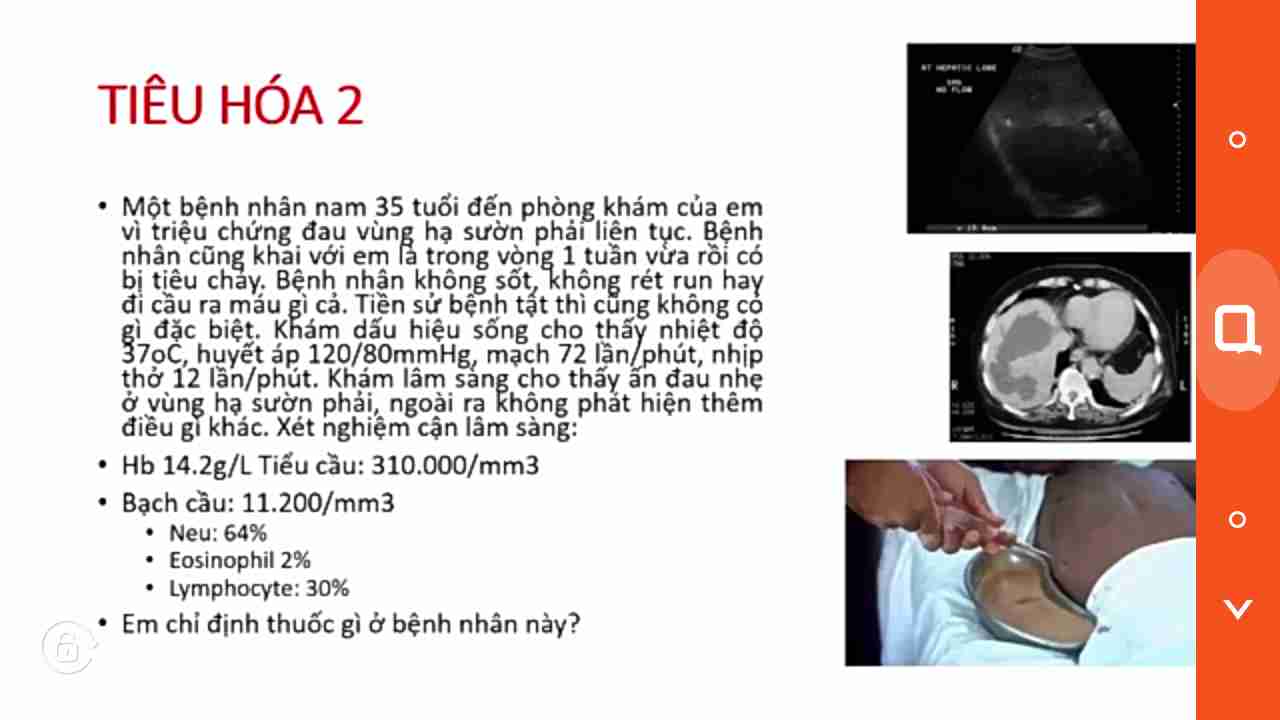 TIÊU HÓA 2
• Một bệnh nhân nam 35 tuổi đến phòng khám của em
vì triệu chứng đau vùng hạ sườn phải liên tục. Bệnh
nhân cũng khai với em là trong vòng 1 tuần vừa rồi có
bị tiêu chảy. Bệnh nhận không sốt, không rét run hay
đi cầu ra máu gì cả. Tiền sử bệnh tật thì cũng không có
gì đặc biệt. Khám dấu hiệu sống cho thấy nhiệt độ
37oC, huyết áp 120/80mmHg, mạch 72 lần/phút, nhịp
thở 12 lần/phút. Khám lâm sàng cho thấy ấn đau nhẹ
ở vùng hạ sườn phải, ngoài ra không phát hiện thêm
điều gì khác. Xét nghiệm cận lâm sàng:
• Hb 14.2g/L Tiểu cầu: 310.000/mm3
• Bạch cầu: 11.200/mm3
• Neu: 64%
• Eosinophil 2%
• Lymphocyte: 30%
• Em chỉ định thuốc gì ở bệnh nhân này?
RT HEPATIC LOBE
NO FLOW
R
L